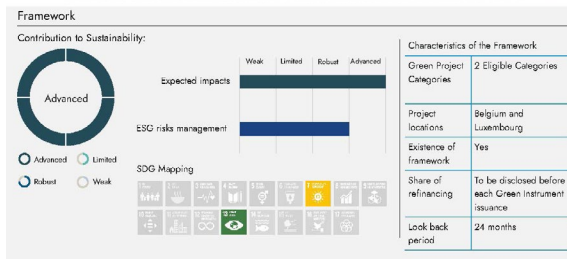 Framework
Contribution to Sustainability:
Advanced
Advanced
Limited
Robust
Weak
Weak
Limited
Robust
Advanced
Expected impacts
ESG risks management
SDG Mapping
Characteristics of the Framework
Green Project
Categories
2 Eligible Categories
Project
locations
Belgium and
Luxembourg
Existence of
framework
Yes
Share of
refinancing
To be disclosed before
each Green Instrument
issuance
Look back
period
24 months